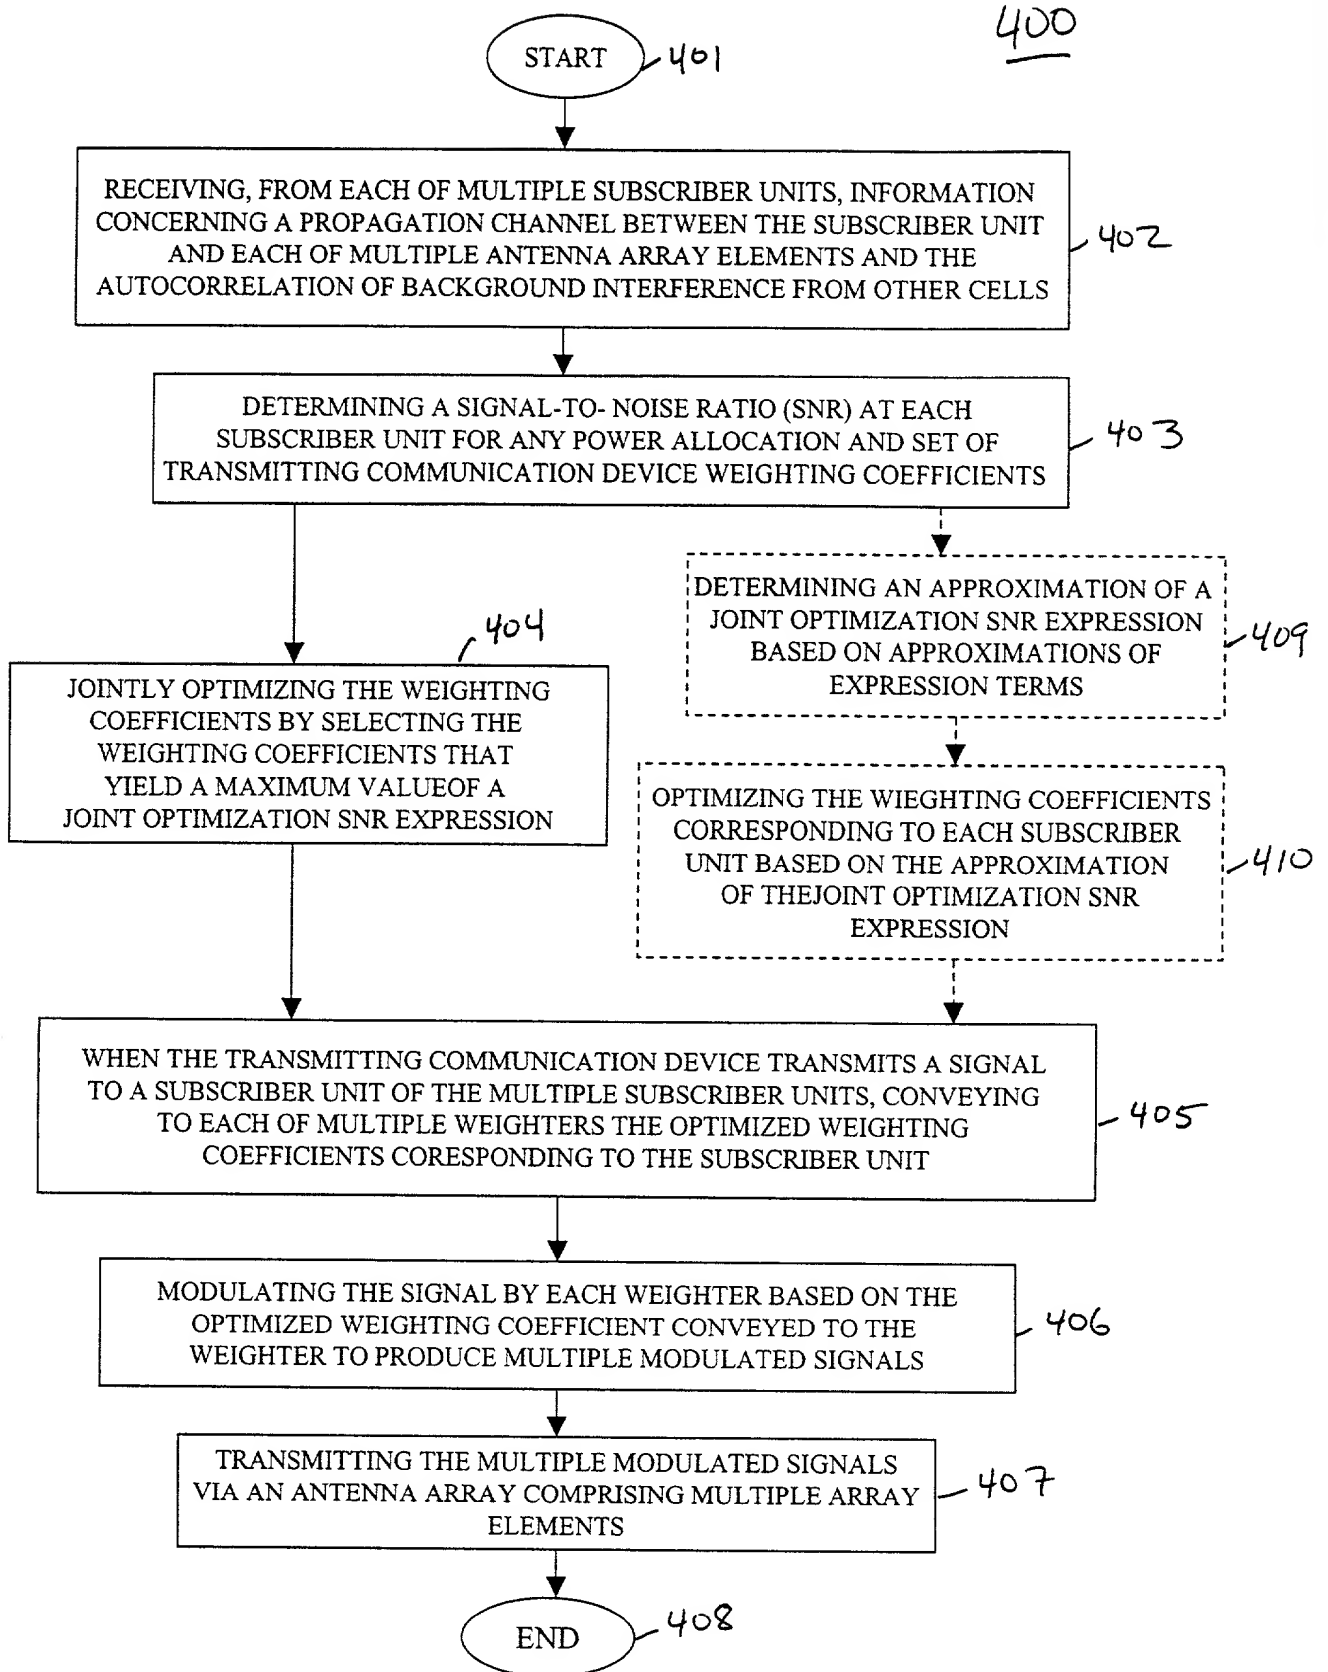 400
START
401
RECEIVING, FROM EACH OF MULTIPLE SUBSCRIBER UNITS, INFORMATION
CONCERNING A PROPAGATION CHANNEL BETWEEN THE SUBSCRIBER UNIT
AND EACH OF MULTIPLE ANTENNA ARRAY ELEMENTS AND THE
AUTOCORRELATION OF BACKGROUND INTERFERENCE FROM OTHER CELLS
402
DETERMINING A SIGNAL-TO- NOISE RATIO (SNR) AT EACH
SUBSCRIBER UNIT FOR ANY POWER ALLOCATION AND SET OF
TRANSMITTING COMMUNICATION DEVICE WEIGHTING COEFFICIENTS
403
404
JOINTLY OPTIMIZING THE WEIGHTING
COEFFICIENTS BY SELECTING THE
WEIGHTING COEFFICIENTS THAT
YIELD A MAXIMUM VALUEOF A
JOINT OPTIMIZATION SNR EXPRESSION
DETERMINING AN APPROXIMATION OF A
JOINT OPTIMIZATION SNR EXPRESSION
BASED ON APPROXIMATIONS OF
EXPRESSION TERMS
409
OPTIMIZING THE WIEGHTING COEFFICIENTS
CORRESPONDING TO EACH SUBSCRIBER
UNIT BASED ON THE APPROXIMATION
OF THEJOINT OPTIMIZATION SNR
EXPRESSION
410
WHEN THE TRANSMITTING COMMUNICATION DEVICE TRANSMITS A SIGNAL
TO A SUBSCRIBER UNIT OF THE MULTIPLE SUBSCRIBER UNITS, CONVEYING
TO EACH OF MULTIPLE WEIGHTERS THE OPTIMIZED WEIGHTING
COEFFICIENTS CORESPONDING TO THE SUBSCRIBER UNIT
405
MODULATING THE SIGNAL BY EACH WEIGHTER BASED ON THE
OPTIMIZED WEIGHTING COEFFICIENT CONVEYED TO THE
WEIGHTER TO PRODUCE MULTIPLE MODULATED SIGNALS
406
TRANSMITTING THE MULTIPLE MODULATED SIGNALS
VIA AN ANTENNA ARRAY COMPRISING MULTIPLE ARRAY
ELEMENTS
407
END
408